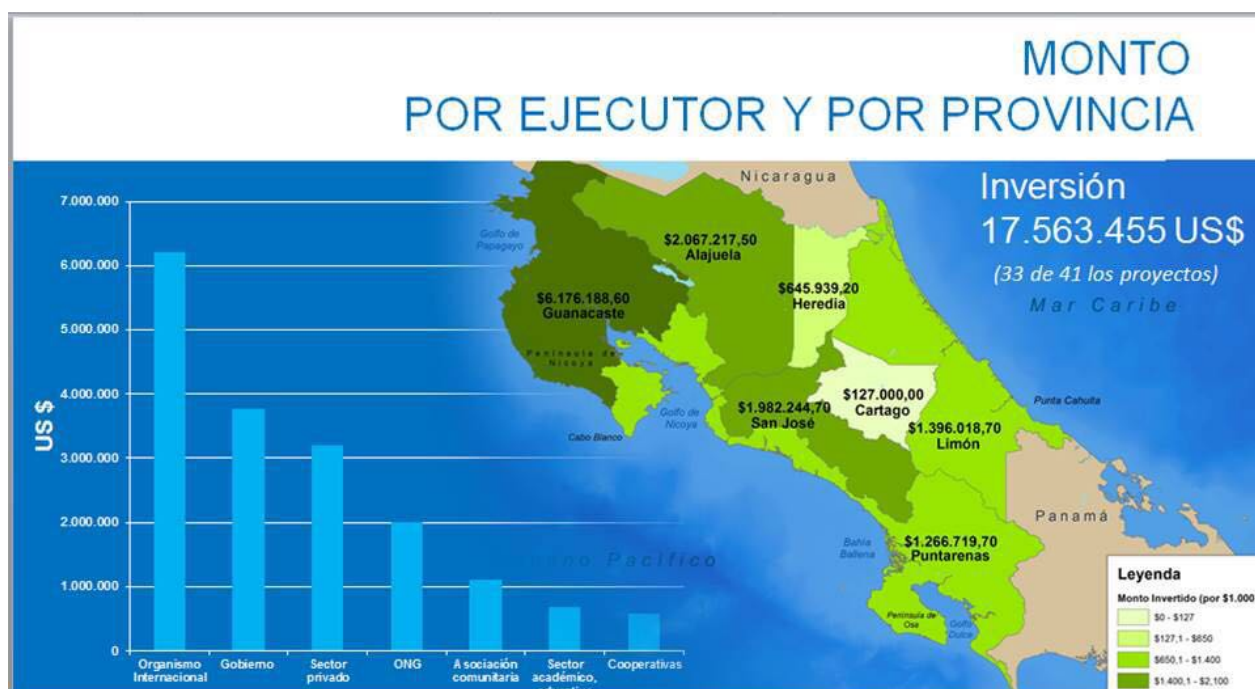 MONTO
POR EJECUTOR Y POR PROVINCIA
Inversión
17.563.455 US$
(33 de 41 los proyectos)
US $
7.000.000
6.000.000
5.000.000
4.000.000
3.000.000
2.000.000
1.000.000
0
Organismo
Internacional
Gobierno
Sector
privado
ONG
Asociación
comunitaria
Sector
académico,
Cooperativas
Nicaragua
Golfo de
Papagayo
$2.067.217,50
Alajuela
$645.939,20
Heredia
Mar Caribe
$6.176.188,60
Guanacaste
Península de
Nicoya
$127.000,00
Cartago
Punta Cahuita
$1.982.244,70
San José
Golfo de
Nicoya
Cabo Blanco
$1.396.018,70
Limón
Panamá
Bahía
Ballena
$1.266.719,70
Puntarenas
Pacífico
Península de
Osa
Golfo
Dulce
Leyenda
Monto Invertido (por $1.000
$0 - $127
$127,1 - $650
$650,1 - $1.400
$1.400,1 - $2,100